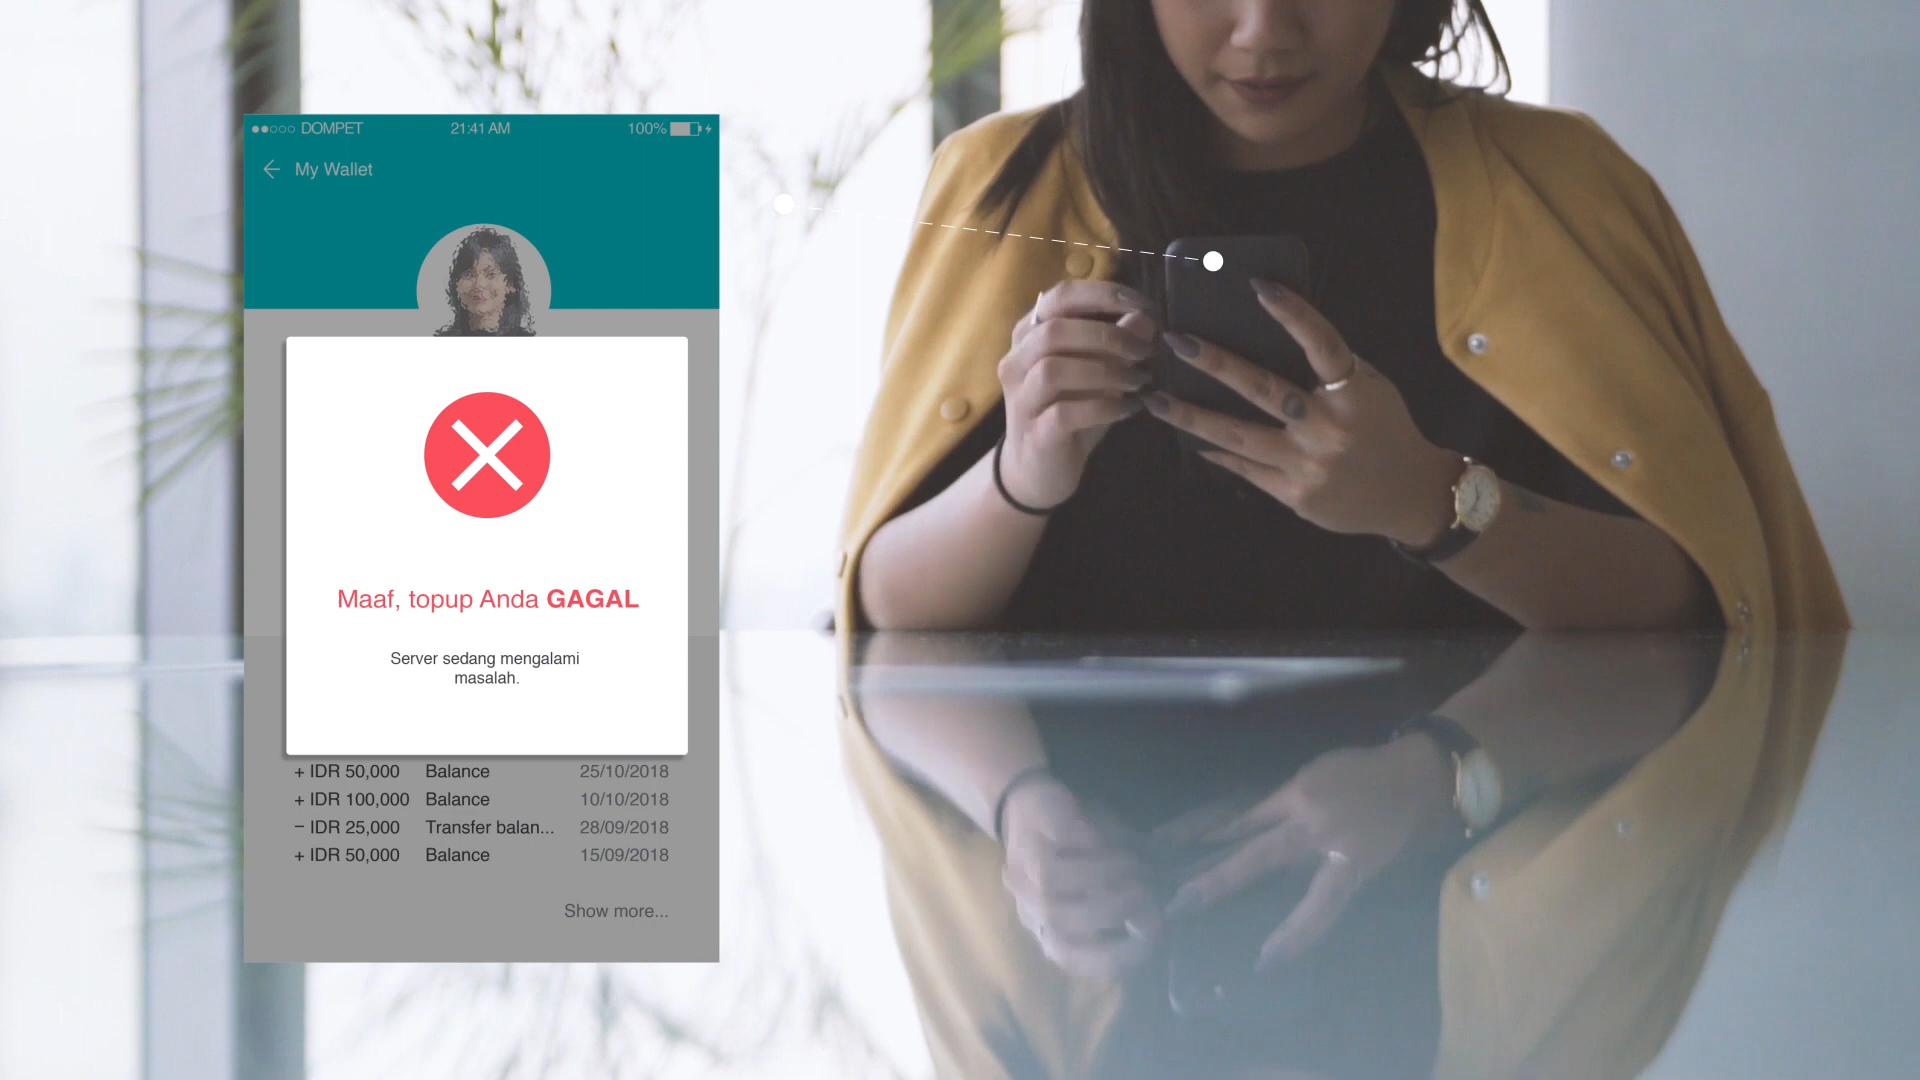 DOMPET 21:41 AM 100%
My Wallet
Maaf, topup Anda GAGAL
Server sedang mengalami
masalah.
+ IDR 50,000 Balance 25/10/2018
+ IDR 100,000 Balance 10/10/2018
− IDR 25,000 Transfer balan... 28/09/2018
+ IDR 50,000 Balance 15/09/2018
Show more...